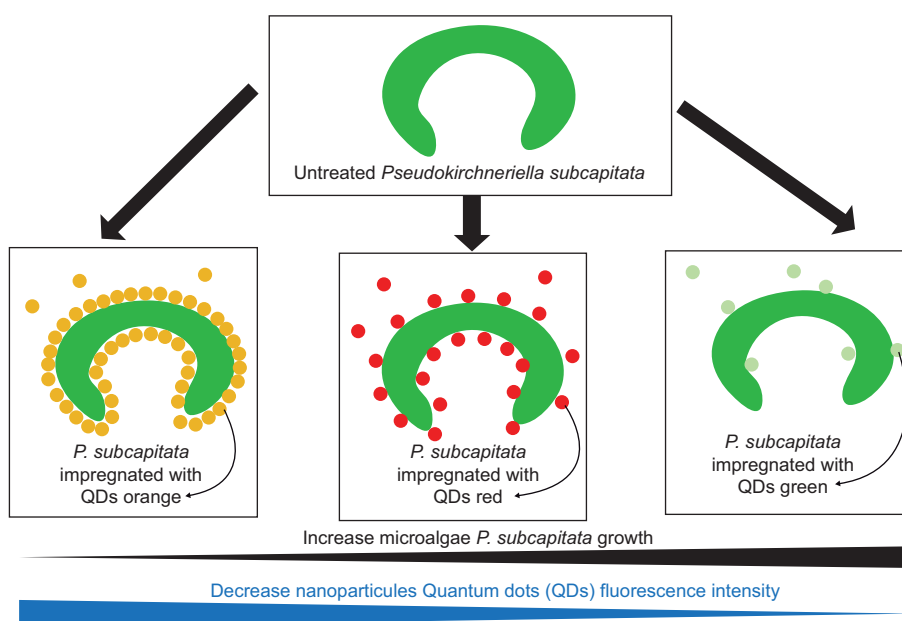 Untreated Pseudokirchneriella subcapitata
P. subcapitata
impregnated with
QDs orange
P. subcapitata
impregnated with
QDs red
P. subcapitata
impregnated with
QDs green
Increase microalgae P. subcapitata growth
Decrease nanoparticules Quantum dots (QDs) fluorescence intensity